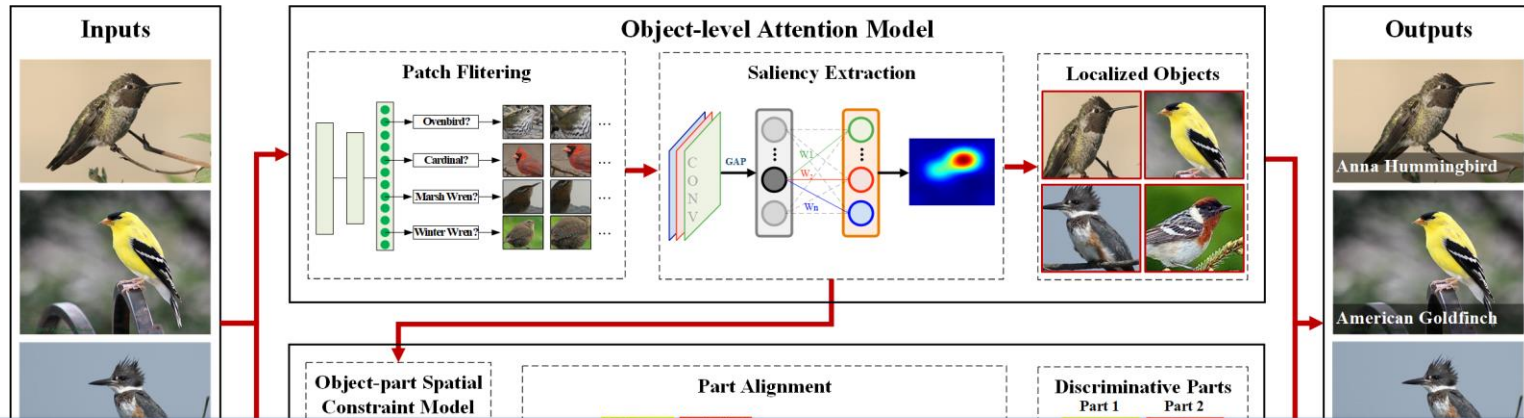 Inputs
Object-level Attention Model
Outputs
Patch Flitering
Saliency Extraction
Localized Objects
Ovenbird?
...
Cardinal?
...
Marsh Wren?
...
Winter Wren?
...
CONV
GAP
W1
W2
Wn
Anna Hummingbird
American Goldfinch
Object-part Spatial
Constraint Model
Part Alignment
Discriminative Parts
Part 1 Part 2